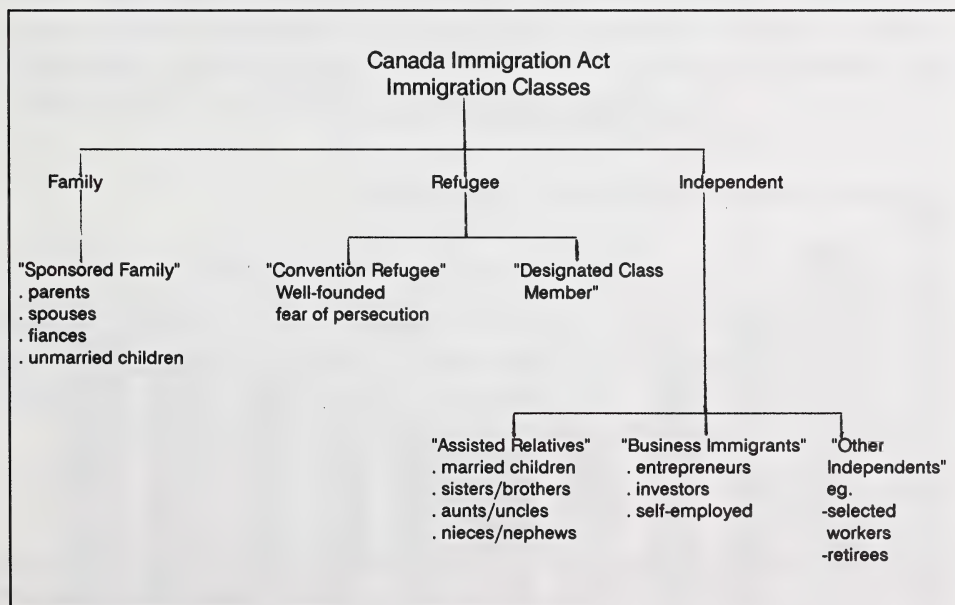 Canada Immigration Act
Immigration Classes
Family
Refugee
Independent
"Sponsored Family"
. parents
. spouses
. fiances
. unmarried children
"Convention Refugee"
Well-founded
fear of persecution
"Designated Class
Member"
"Assisted Relatives"
. married children
. sisters/brothers
. aunts/uncles
. nieces/nephews
"Business Immigrants"
. entrepreneurs
. investors
. self-employed
"Other
Independents"
eg.
-selected
workers
-retirees